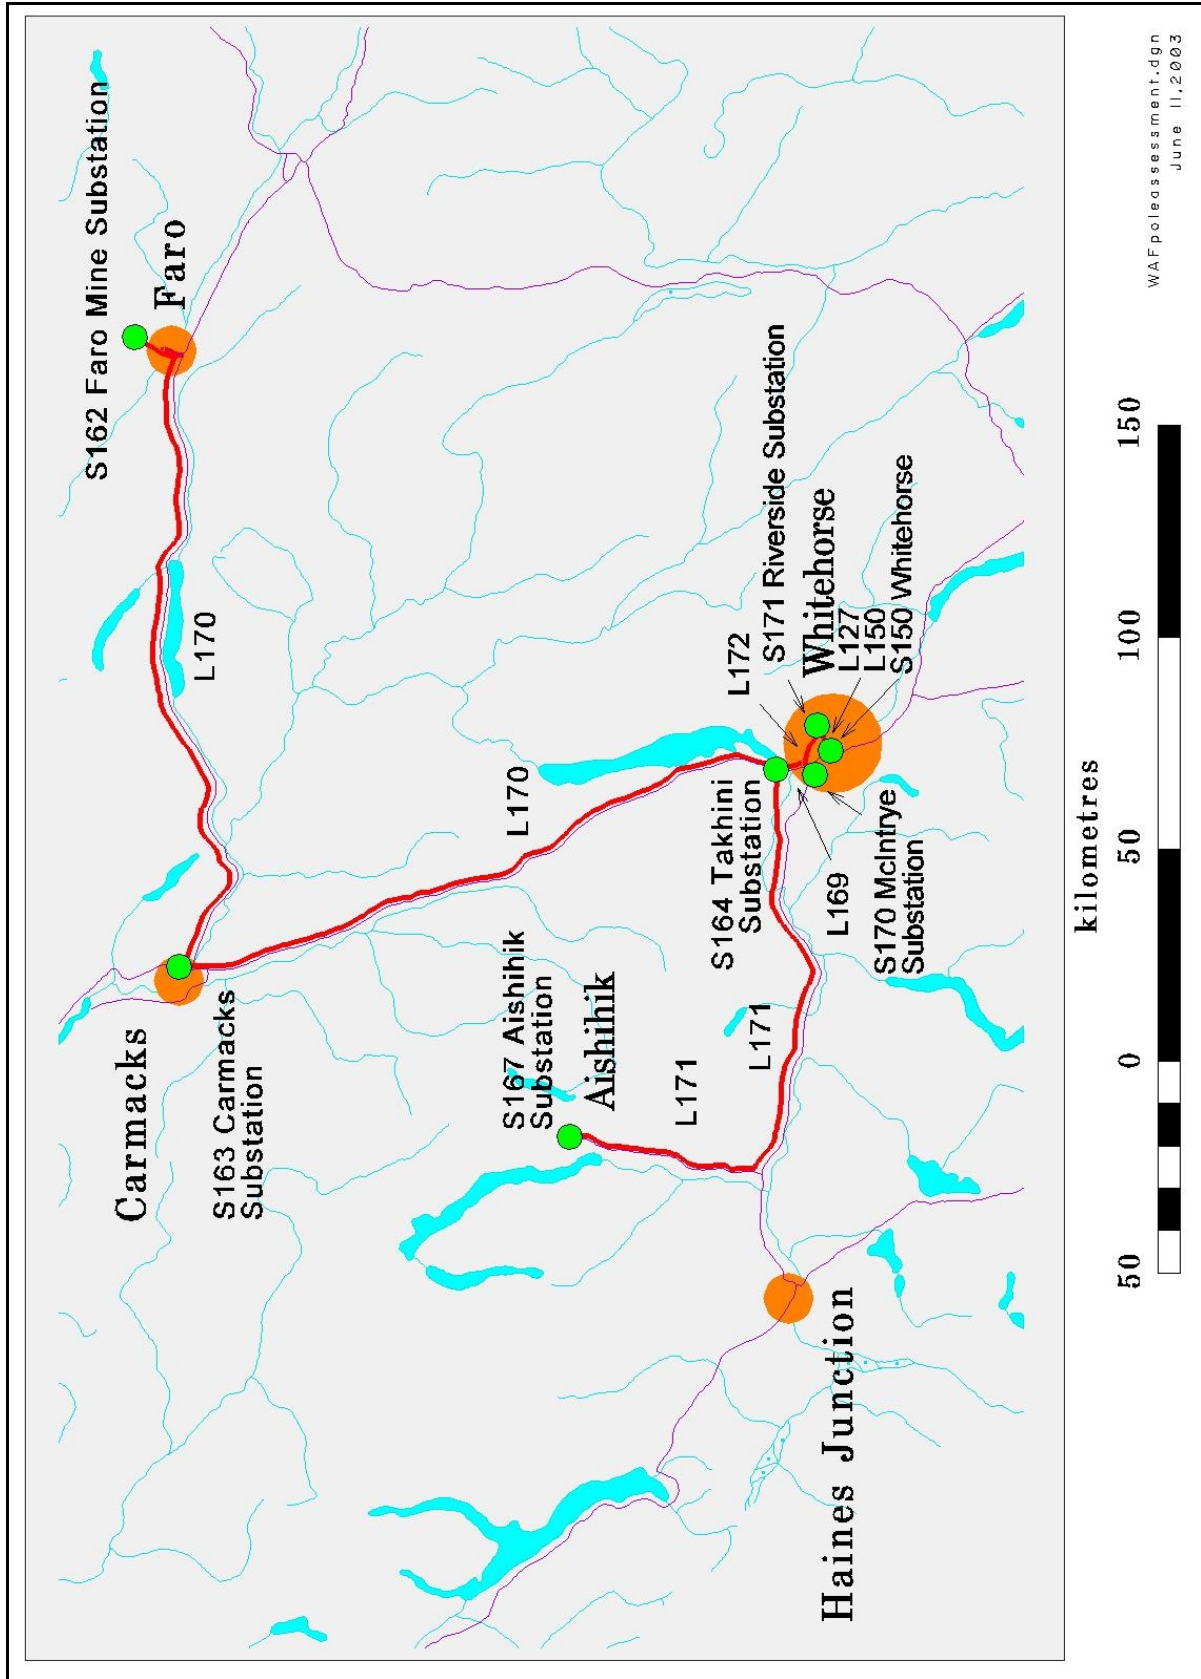 S162 Faro Mine Substation
Faro
L170
Carmacks
S163 Carmacks
Substation
L170
S167 Aishihik
Substation
Aishihik
L171
L171
S164 Takhini
Substation
L172
S171 Riverside Substation
Whitehorse
L127
L150
S150 Whitehorse
L169
S170 McIntrye
Substation
Haines Junction
50 0 50 100 150
kilometres
WAFpoleassessment.dgn
June 11,2003